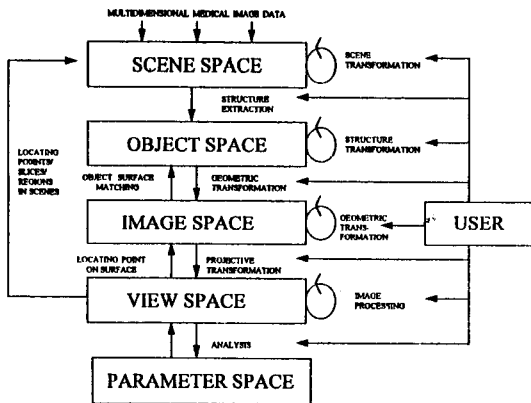 MULTIDIMENSIONAL MEDICAL IMAGE DATA
SCENE SPACE
SCENE
TRANSFORMATION
STRUCTURE
EXTRACTION
LOCATING
POINTS/
SLICES/
REGIONS
IN SCENES
OBJECT SPACE
STRUCTURE
TRANSFORMATION
OBJECT SURFACE
MATCHING
GEOMETRIC
TRANSFORMATION
IMAGE SPACE
GEOMETRIC
TRANS-
FORMATION
USER
LOCATING POINT
ON SURFACE
PROJECTIVE
TRANSFORMATION
VIEW SPACE
IMAGE
PROCESSING
ANALYSIS
PARAMETER SPACE